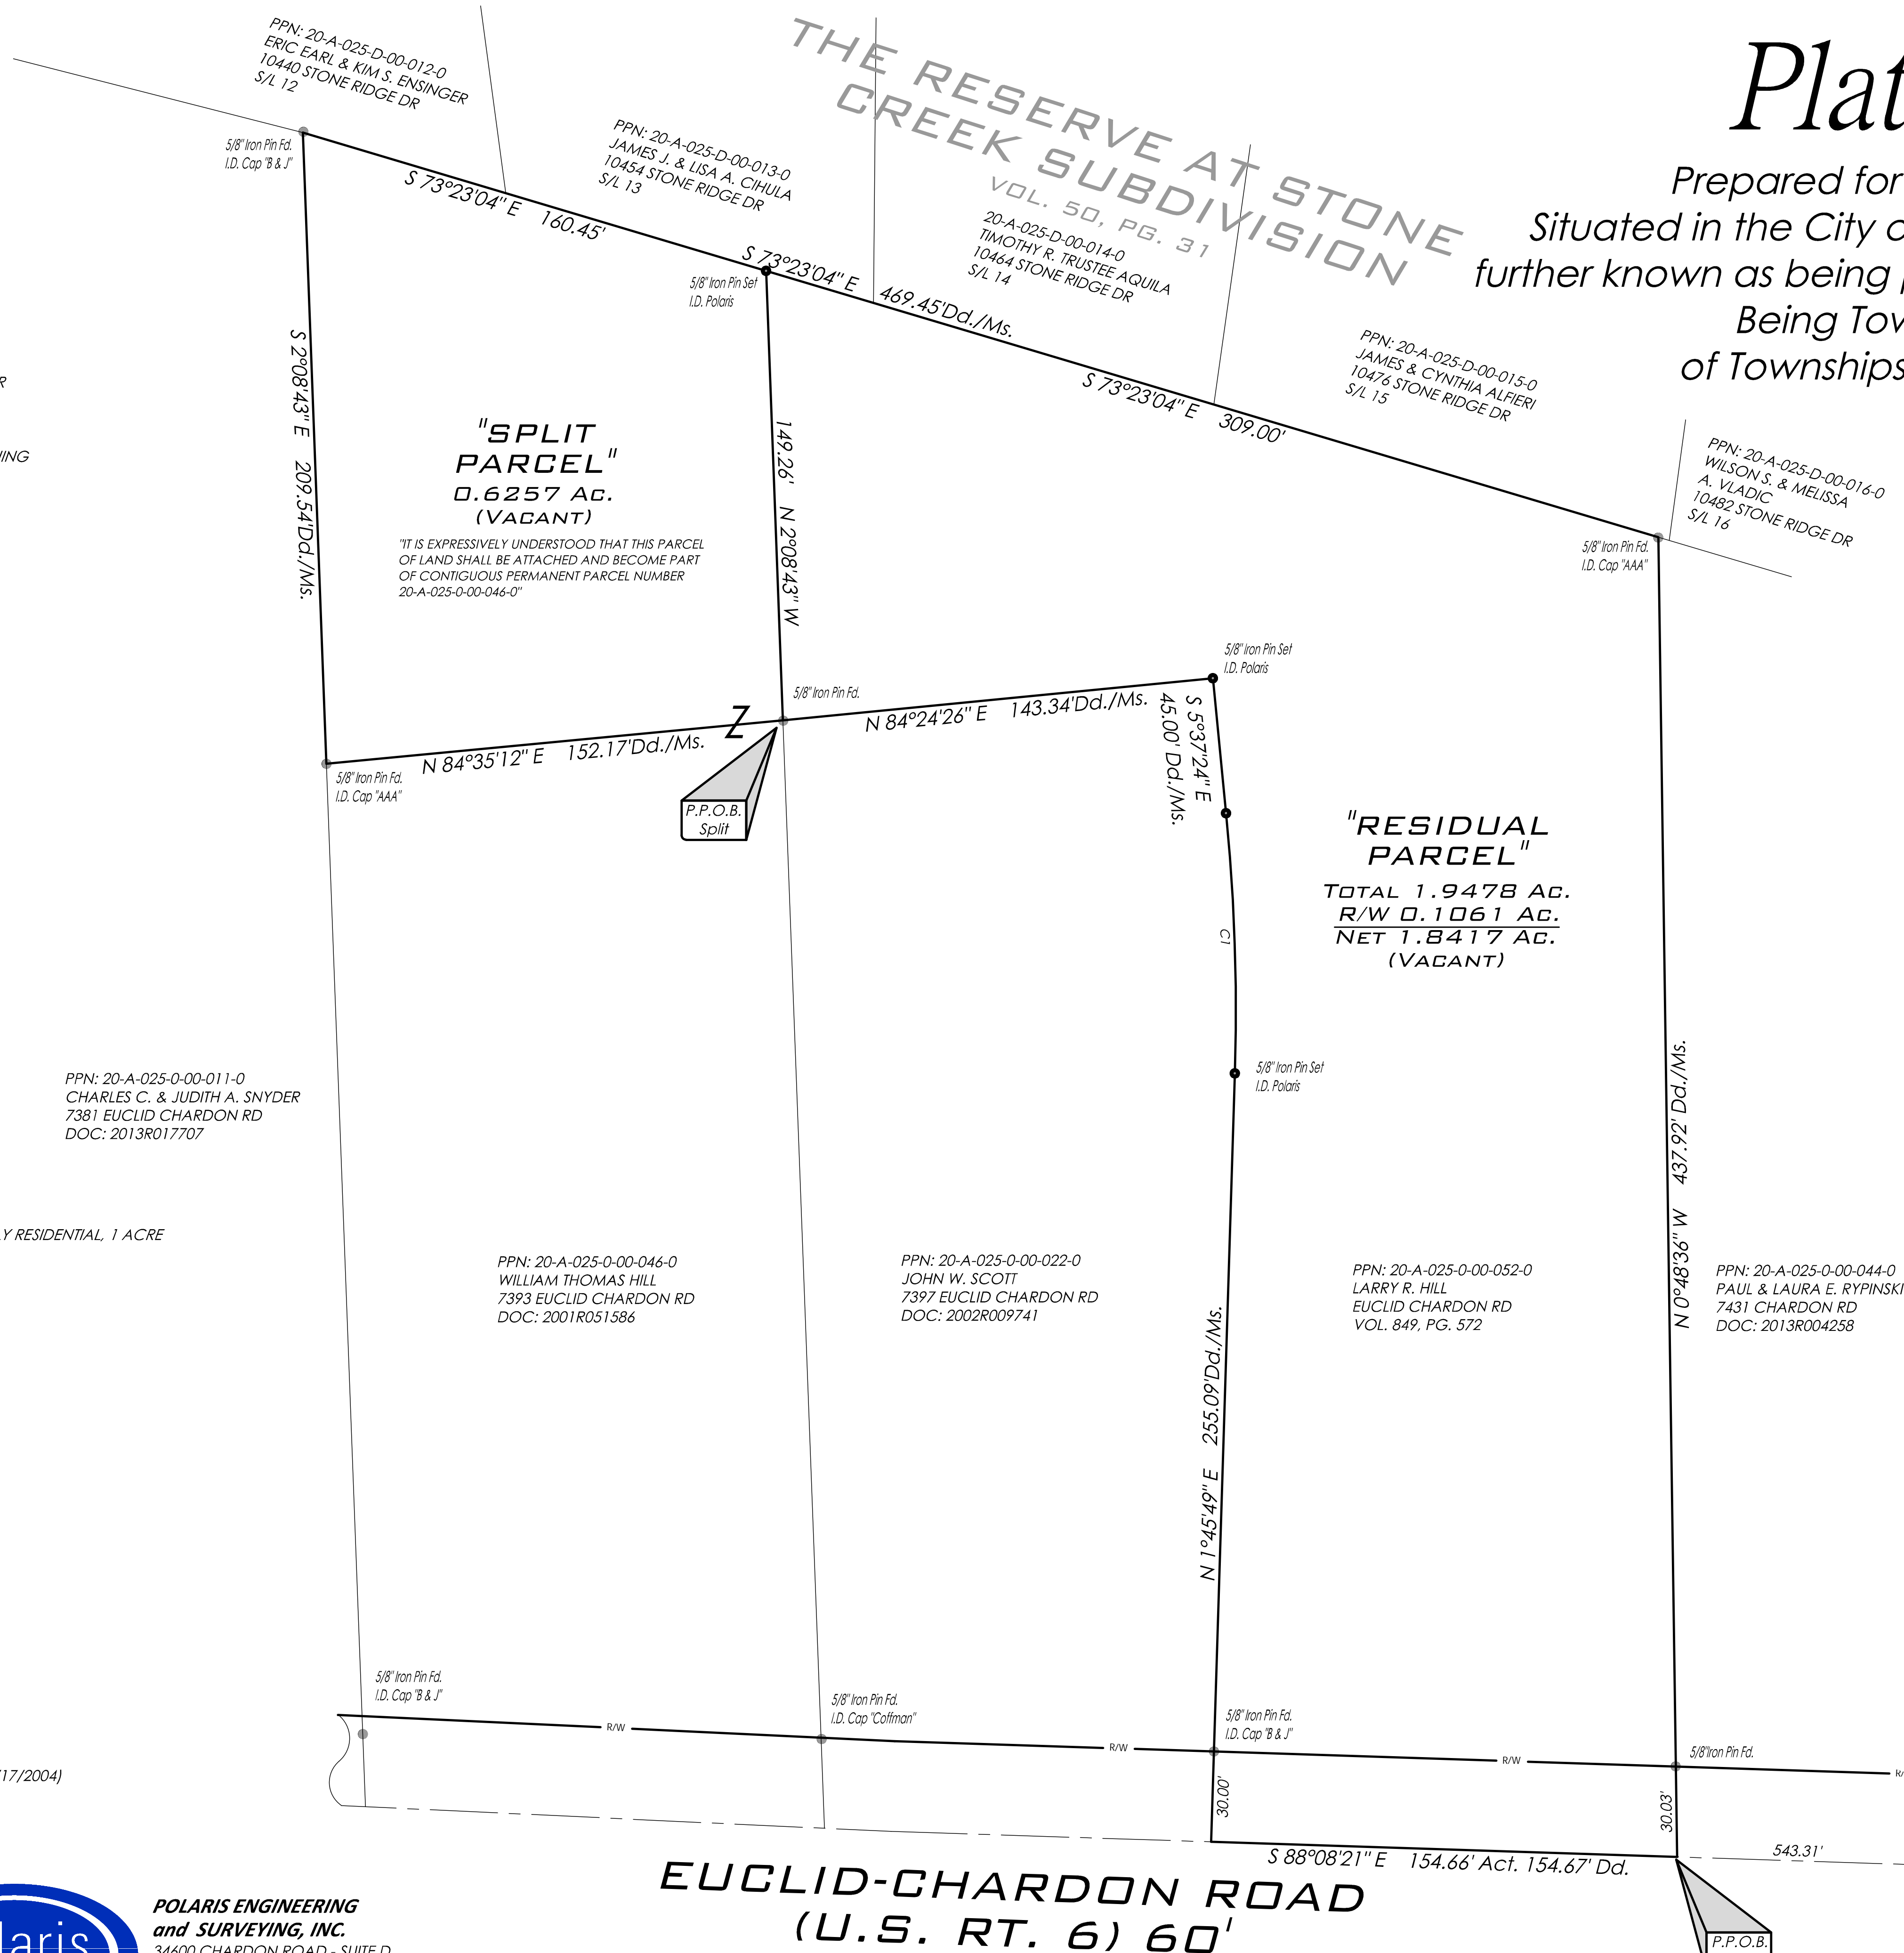 Plat
Prepared for
Situated in the City
further known as being
Being
of Townships
THE RESERVE AT STONE
CREEK SUBDIVISION
VOL. 50, PG. 31
PPN: 20-A-025-D-00-012-0
ERIC EARL & KIM S. ENSINGER
10440 STONE RIDGE DR
S/L 12
PPN: 20-A-025-D-00-013-0
JAMES J. & LISA A. CIHULA
10454 STONE RIDGE DR
S/L 13
20-A-025-D-00-014-0
TIMOTHY R. TRUSTEE AQUILA
10464 STONE RIDGE DR
S/L 14
PPN: 20-A-025-D-00-015-0
JAMES & CYNTHIA ALFIERI
10476 STONE RIDGE DR
S/L 15
PPN: 20-A-025-D-00-016-0
WILSON S. & MELISSA
A. VLADIC
10482 STONE RIDGE DR
S/L 16
5/8" Iron Pin Fd.
I.D. Cap "B & J"
S 73°23'04" E 160.45'
5/8" Iron Pin Set
I.D. Polaris
S 73°23'04" E 469.45'Dd./Ms.
S 73°23'04" E 309.00'
5/8" Iron Pin Fd.
I.D. Cap "AAA"
S 2°08'43" E 209.54'Dd./Ms.
149.26' N 2°08'43" W
"SPLIT
PARCEL"
0.6257 AC.
(VACANT)
"IT IS EXPRESSIVELY UNDERSTOOD THAT THIS PARCEL
OF LAND SHALL BE ATTACHED AND BECOME PART
OF CONTIGUOUS PERMANENT PARCEL NUMBER
20-A-025-0-00-046-0"
5/8" Iron Pin Set
I.D. Polaris
5/8" Iron Pin Fd.
N 84°24'26" E 143.34'Dd./Ms.
N 84°35'12" E 152.17'Dd./Ms.
Z
5/8" Iron Pin Fd.
I.D. Cap "AAA"
P.P.O.B.
Split
S 5°37'24" E
45.00' Dd./Ms.
"RESIDUAL
PARCEL"
TOTAL 1.9478 AC.
R/W 0.1061 AC.
NET 1.8417 AC.
(VACANT)
C1
5/8" Iron Pin Set
I.D. Polaris
N 0°48'36" W 437.92' Dd./Ms.
PPN: 20-A-025-0-00-011-0
CHARLES C. & JUDITH A. SNYDER
7381 EUCLID CHARDON RD
DOC: 2013R017707
RESIDENTIAL, 1 ACRE
PPN: 20-A-025-0-00-046-0
WILLIAM THOMAS HILL
7393 EUCLID CHARDON RD
DOC: 2001R051586
PPN: 20-A-025-0-00-022-0
JOHN W. SCOTT
7397 EUCLID CHARDON RD
DOC: 2002R009741
PPN: 20-A-025-0-00-052-0
LARRY R. HILL
EUCLID CHARDON RD
VOL. 849, PG. 572
PPN: 20-A-025-0-00-044-0
PAUL & LAURA E. RYPINSKI
7431 CHARDON RD
DOC: 2013R004258
N 1°45'49" E 255.09'Dd./Ms.
5/8" Iron Pin Fd.
I.D. Cap "B & J"
5/8" Iron Pin Fd.
I.D. Cap "Coffman"
5/8" Iron Pin Fd.
I.D. Cap "B & J"
5/8"Iron Pin Fd.
R/W
R/W
R/W
17/2004)
30.00'
30.03'
S 88°08'21" E 154.66' Act. 154.67' Dd.
543.31'
EUCLID-CHARDON ROAD
(U.S. RT. 6) 60'
P.P.O.B.
laris
POLARIS ENGINEERING
and SURVEYING, INC.
34600 CHARDON ROAD - SUITE D